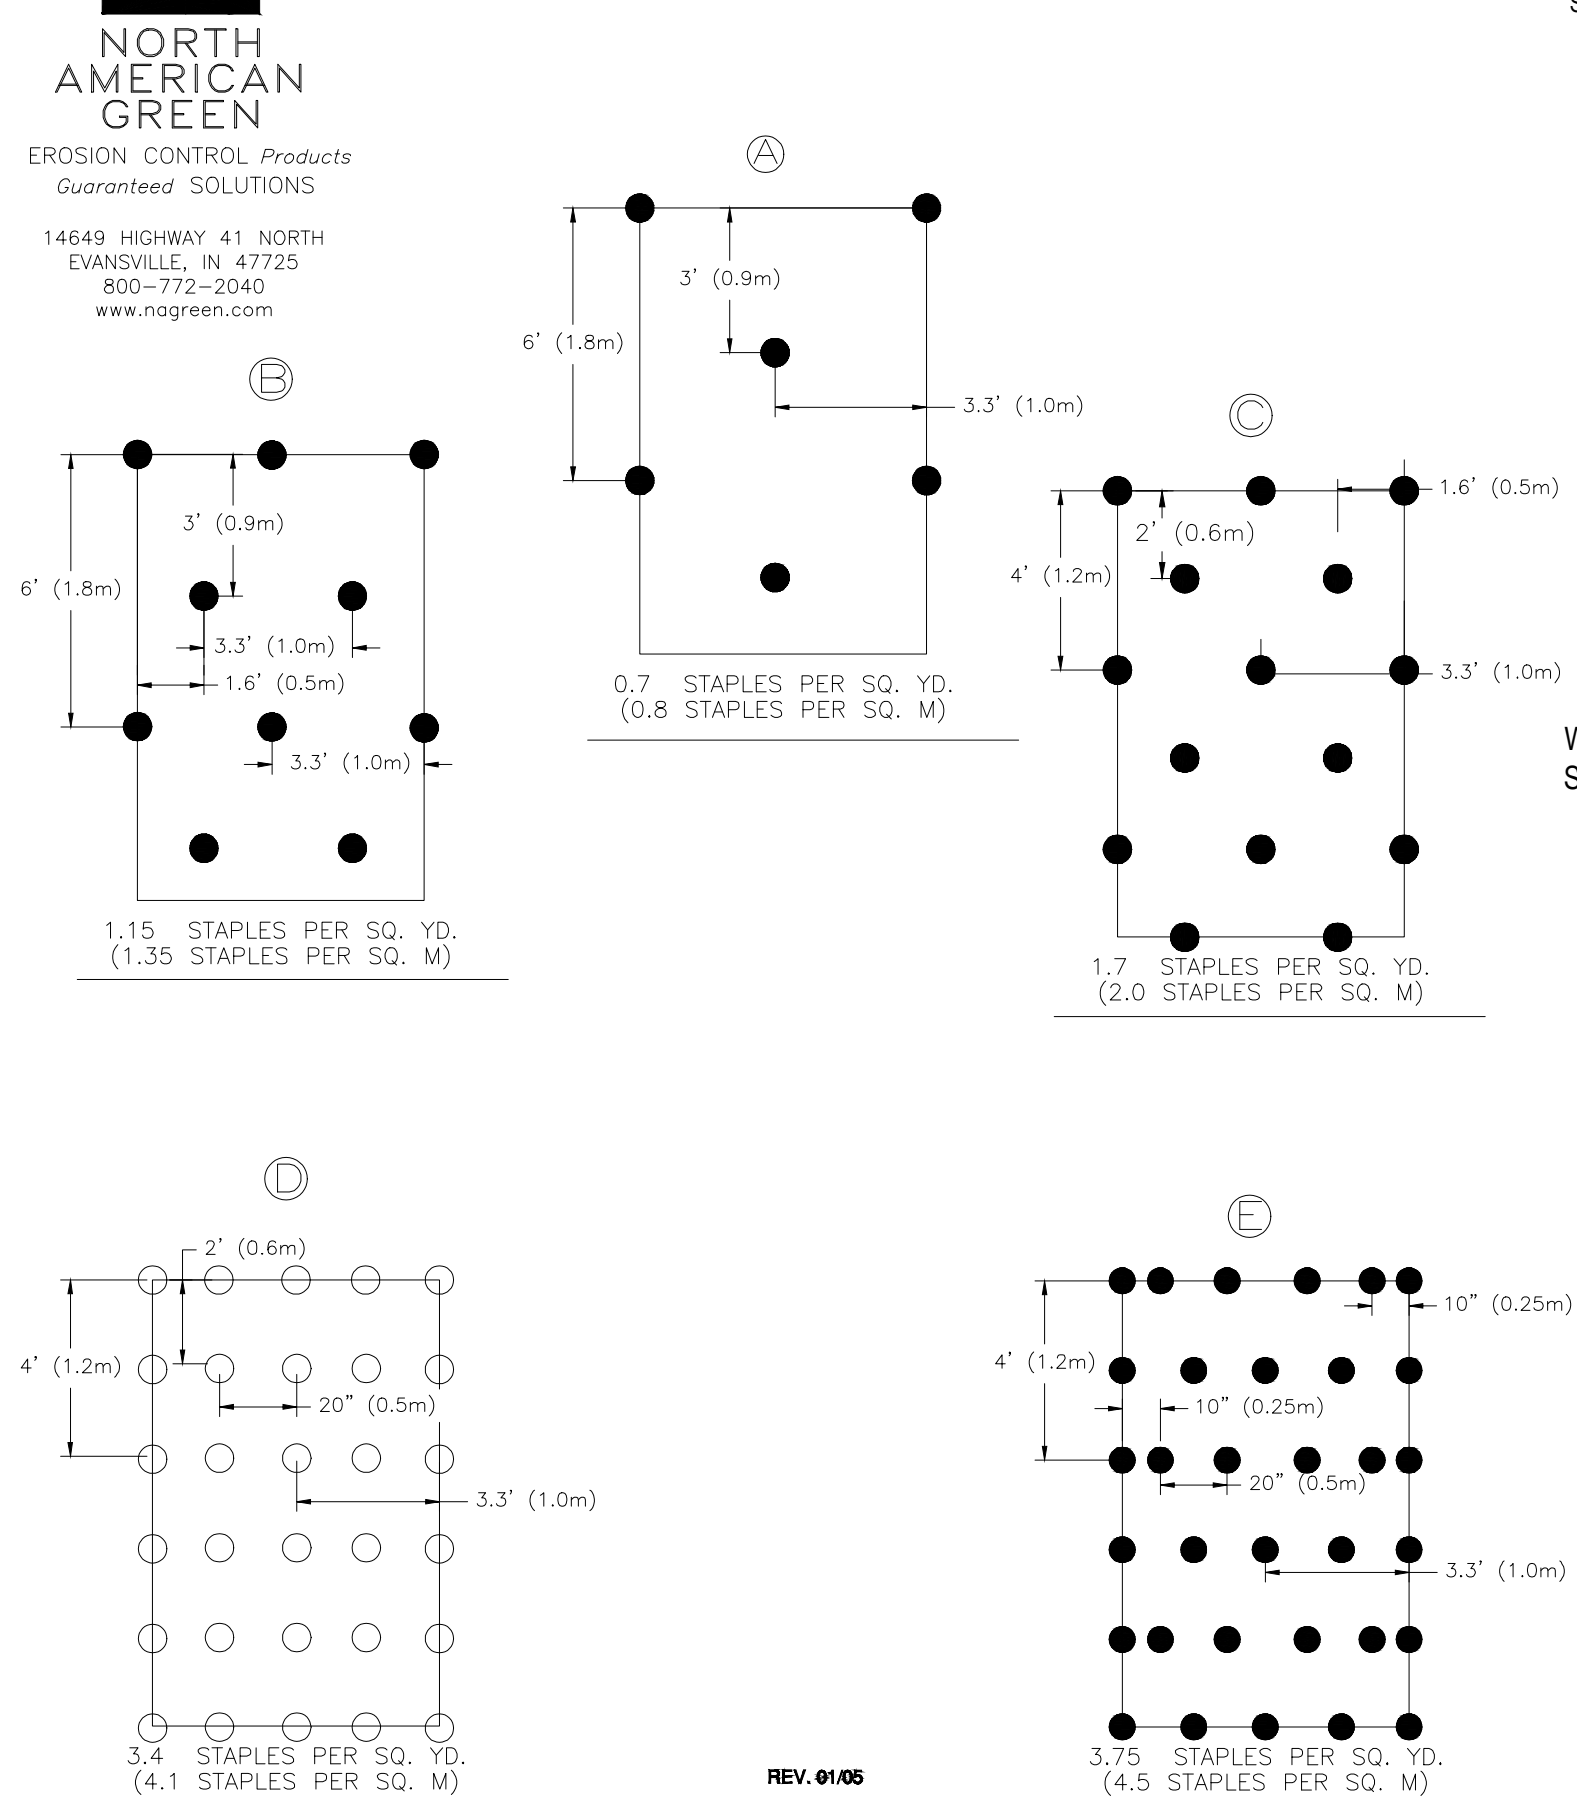 NORTH
AMERICAN
GREEN
EROSION CONTROL Products
Guaranteed SOLUTIONS
14649 HIGHWAY 41 NORTH
EVANSVILLE, IN 47725
800-772-2040
www.nagreen.com
A
3' (0.9m)
6' (1.8m)
3.3' (1.0m)
0.7 STAPLES PER SQ. YD.
(0.8 STAPLES PER SQ. M)
B
3' (0.9m)
6' (1.8m)
3.3' (1.0m)
1.6' (0.5m)
3.3' (1.0m)
1.15 STAPLES PER SQ. YD.
(1.35 STAPLES PER SQ. M)
C
1.6' (0.5m)
2' (0.6m)
4' (1.2m)
3.3' (1.0m)
1.7 STAPLES PER SQ. YD.
(2.0 STAPLES PER SQ. M)
W
S
D
2' (0.6m)
4' (1.2m)
20” (0.5m)
3.3' (1.0m)
3.4 STAPLES PER SQ. YD.
(4.1 STAPLES PER SQ. M)
E
10” (0.25m)
4' (1.2m)
10” (0.25m)
20” (0.5m)
3.3' (1.0m)
3.75 STAPLES PER SQ. YD.
(4.5 STAPLES PER SQ. M)
REV. 01/05